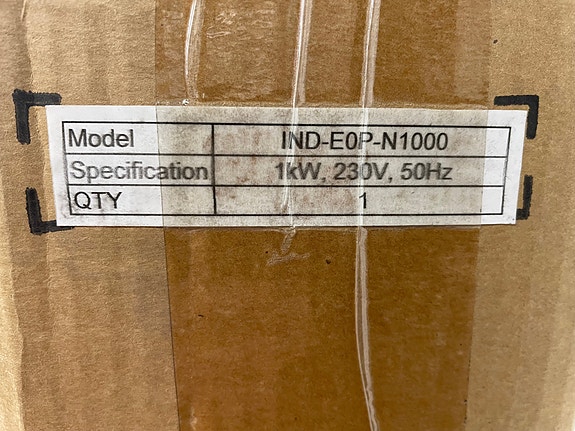 Model IND-E0P-N1000
Specification 1kW, 230V, 50Hz
QTY 1